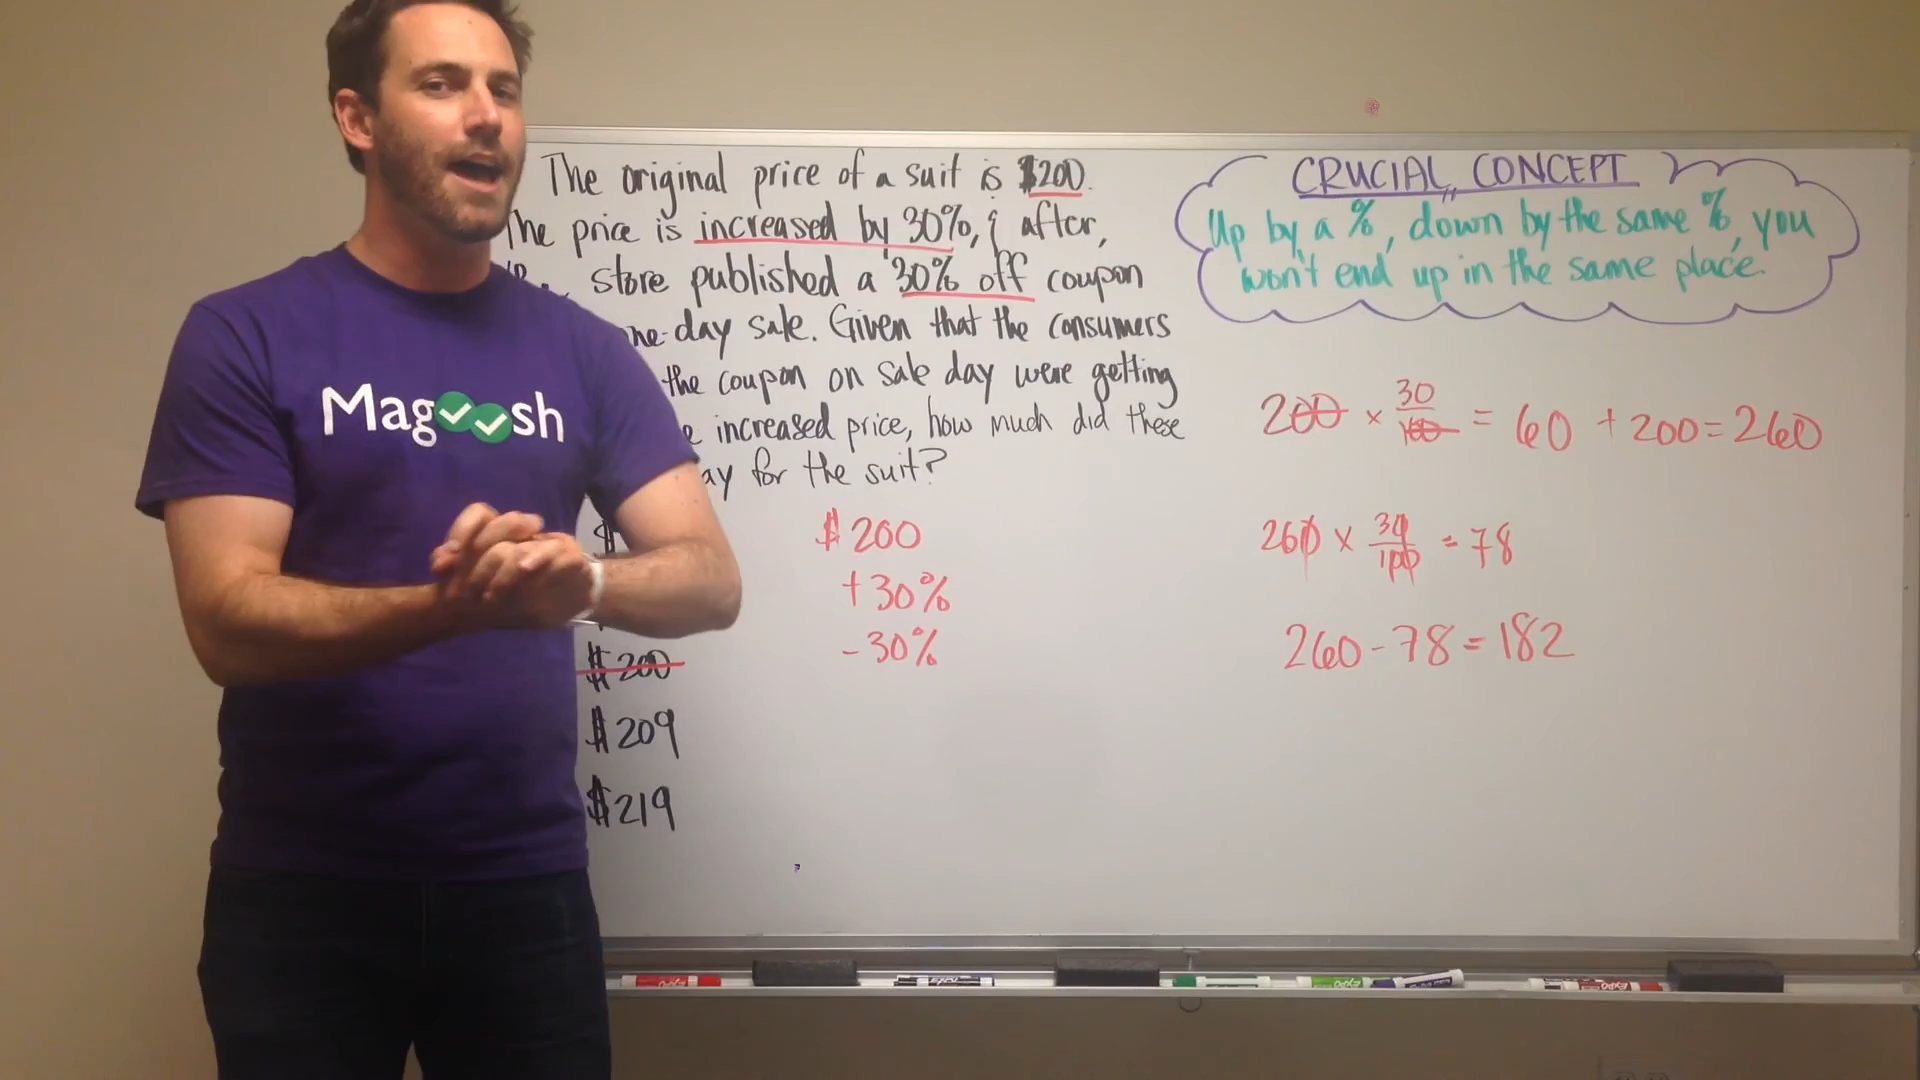 The original price of a suit is $200.
The price is increased by 30%, & after,
store published a 30% off coupon
one-day sale. Given that the consumers
the coupon on sale day were getting
increased price, how much did these
for the suit?
$
$200
$209
$219
$200
+30%
-30%
CRUCIAL CONCEPT
Up by a %, down by the same %, you
won't end up in the same place.
200 × 30/100 = 60 + 200 = 260
260 × 30/100 = 78
260 - 78 = 182
Magoosh
EXPO
EXPO
EXPO
EXPO